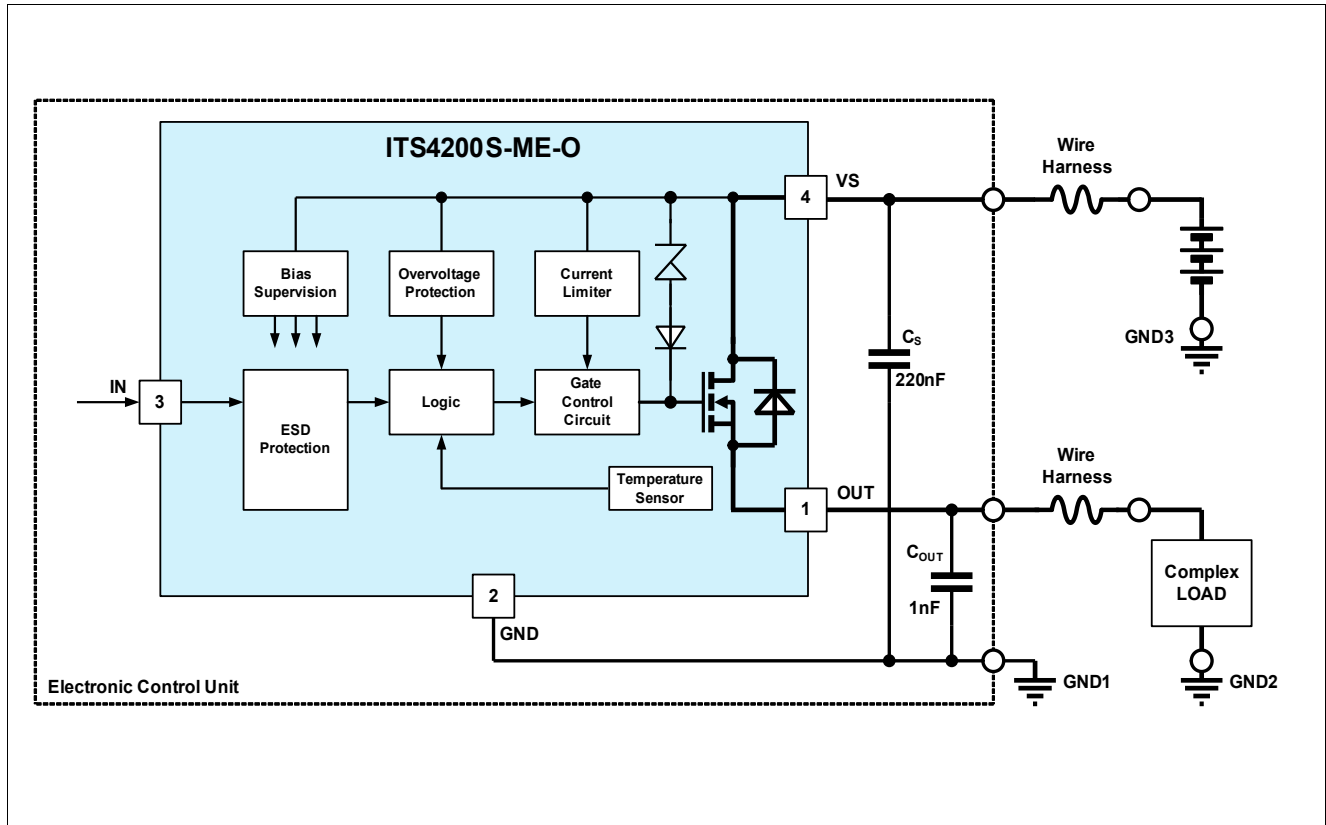 ITS4200S-ME-O
Wire
Harness
VS
4
Bias
Supervision
Overvoltage
Protection
Current
Limiter
GND3
C_S
220nF
IN
3
ESD
Protection
Logic
Gate
Control
Circuit
Temperature
Sensor
OUT
1
Wire
Harness
C_OUT
1nF
Complex
LOAD
2
GND
Electronic Control Unit
GND1
GND2